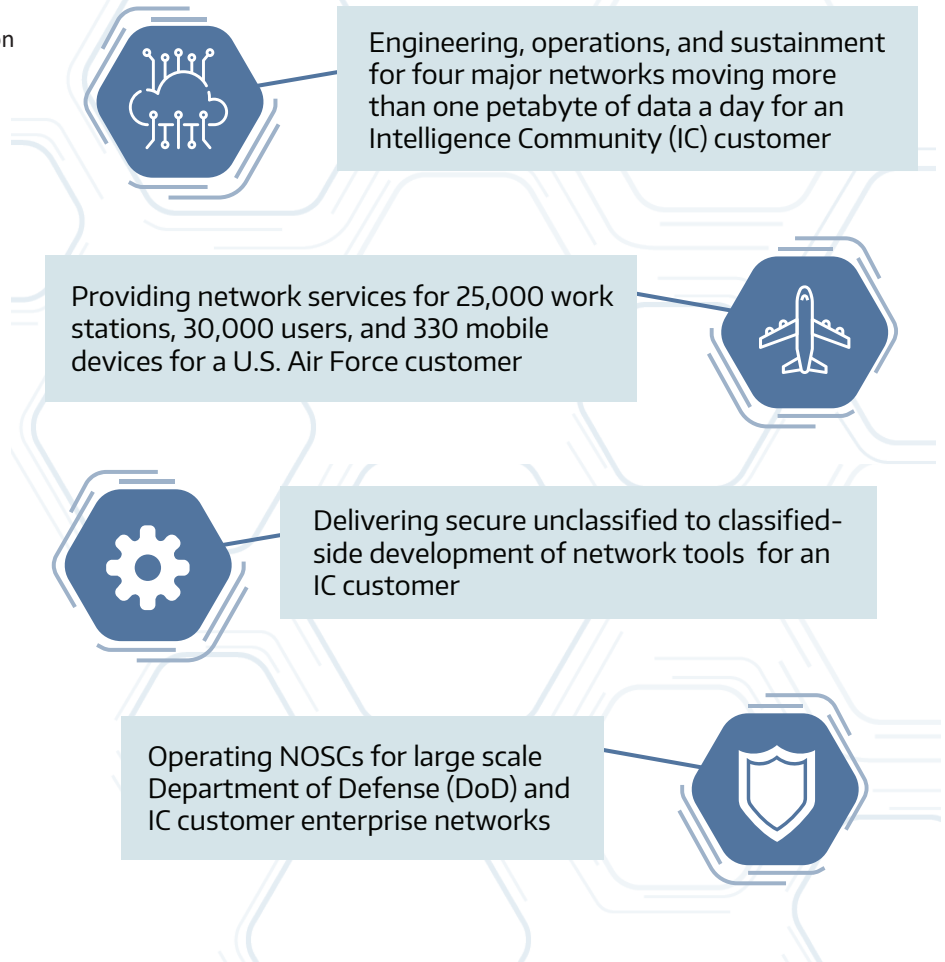 on
Engineering, operations, and sustainment
for four major networks moving more
than one petabyte of data a day for an
Intelligence Community (IC) customer
Providing network services for 25,000 work
stations, 30,000 users, and 330 mobile
devices for a U.S. Air Force customer
Delivering secure unclassified to classified-
side development of network tools for an
IC customer
Operating NOSCs for large scale
Department of Defense (DoD) and
IC customer enterprise networks